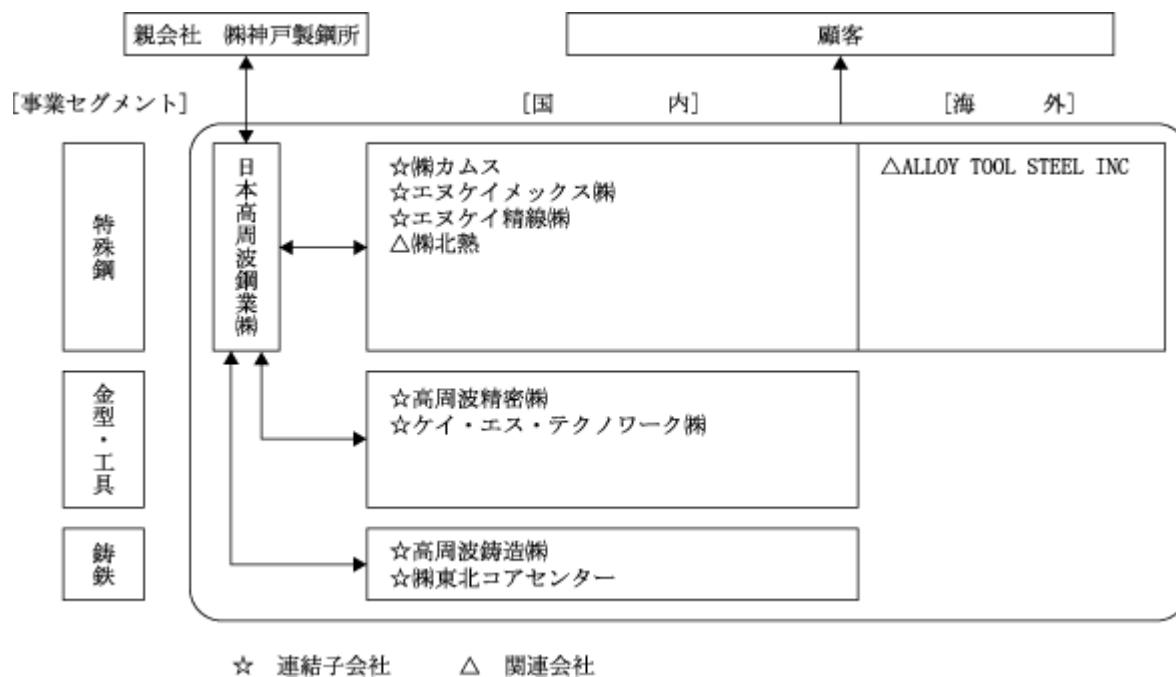 親会社　㈱神戸製鋼所
顧客
[事業セグメント]
[国　　　内]
[海　　外]
特殊鋼
日本高周波鋼業㈱
☆㈱カムス
☆エヌケイメックス㈱
☆エヌケイ精線㈱
△㈱北熱
△ALLOY TOOL STEEL INC
金型・工具
☆高周波精密㈱
☆ケイ・エス・テクノワーク㈱
鋳鉄
☆高周波鋳造㈱
☆㈱東北コアセンター
☆　連結子会社　　△　関連会社